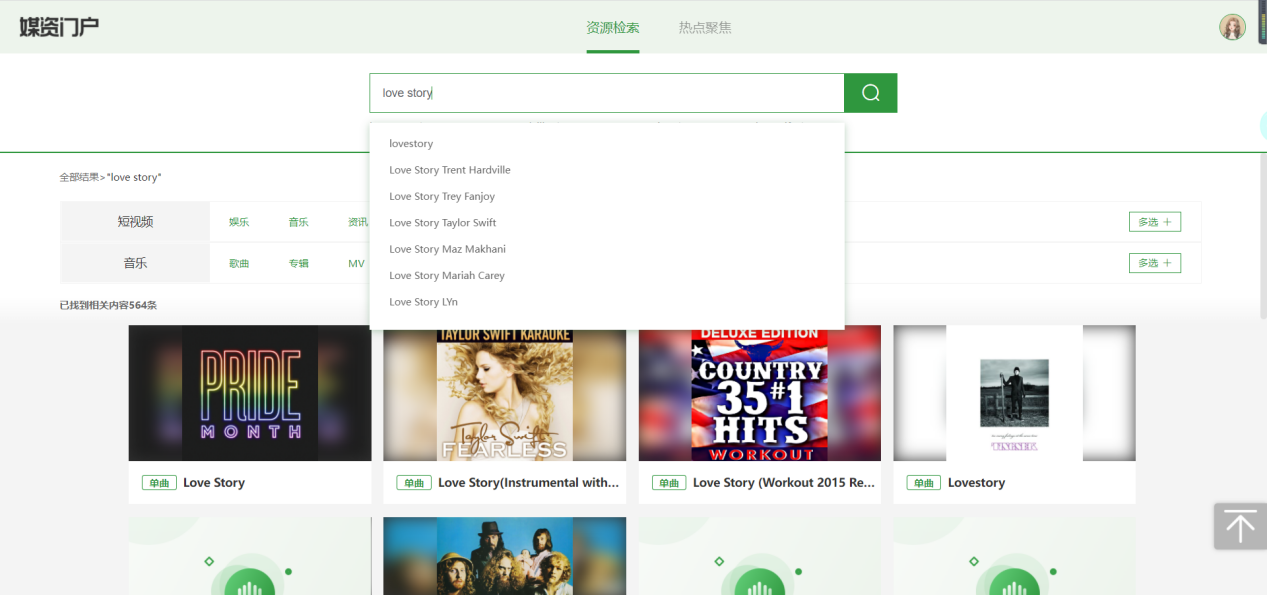 媒资门户
资源检索 热点聚焦
love story
lovestory
Love Story Trent Hardville
Love Story Trey Fanjoy
Love Story Taylor Swift
Love Story Maz Makhani
Love Story Mariah Carey
Love Story LYn
全部结果>"love story"
短视频 娱乐 音乐 资讯 多选 +
音乐 歌曲 专辑 MV 多选 +
已找到相关内容564条
PRIDE
MONTH
TAYLOR SWIFT KARAOKE
Taylor Swift
FEARLESS
DELUXE EDITION
COUNTRY
35 #1
HITS
WORKOUT
单曲 Love Story
单曲 Love Story(Instrumental with...
单曲 Love Story (Workout 2015 Re...
单曲 Lovestory